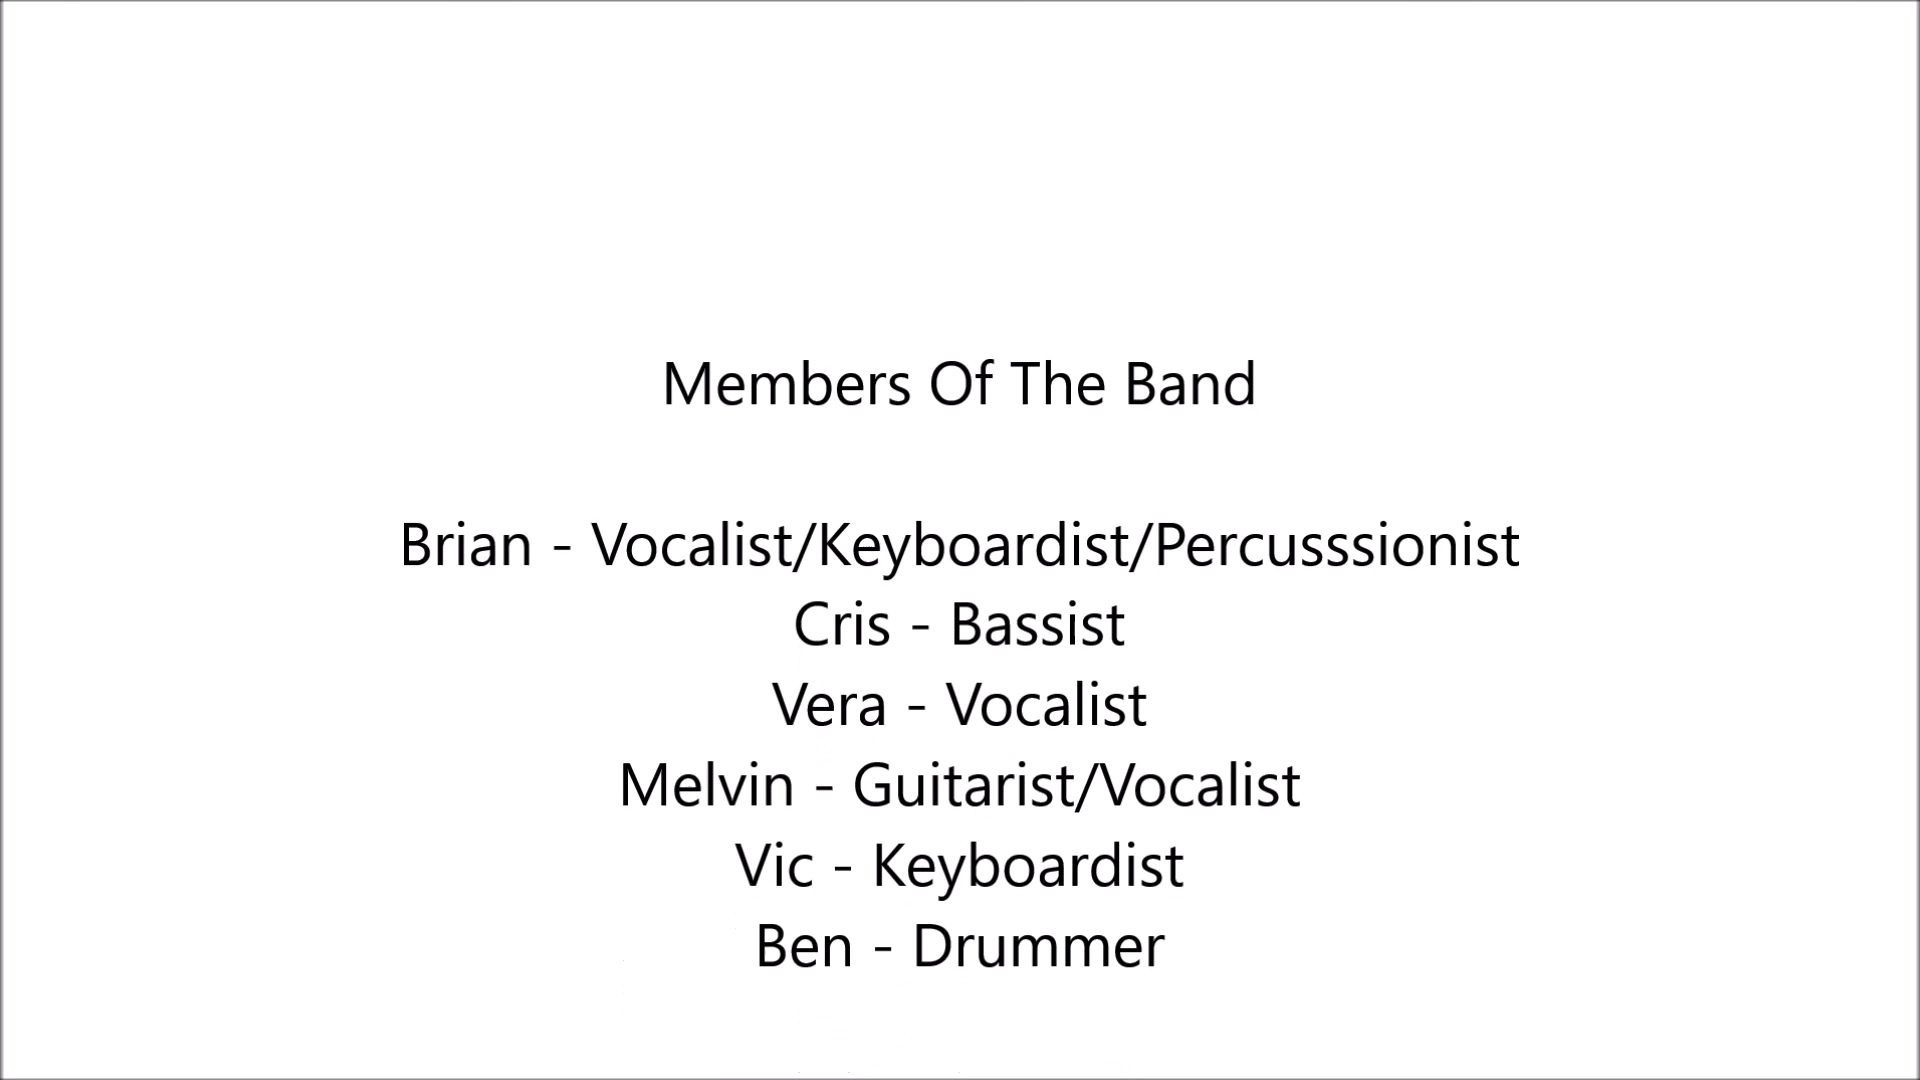 Members Of The Band
Brian - Vocalist/Keyboardist/Percusssionist
Cris - Bassist
Vera - Vocalist
Melvin - Guitarist/Vocalist
Vic - Keyboardist
Ben - Drummer